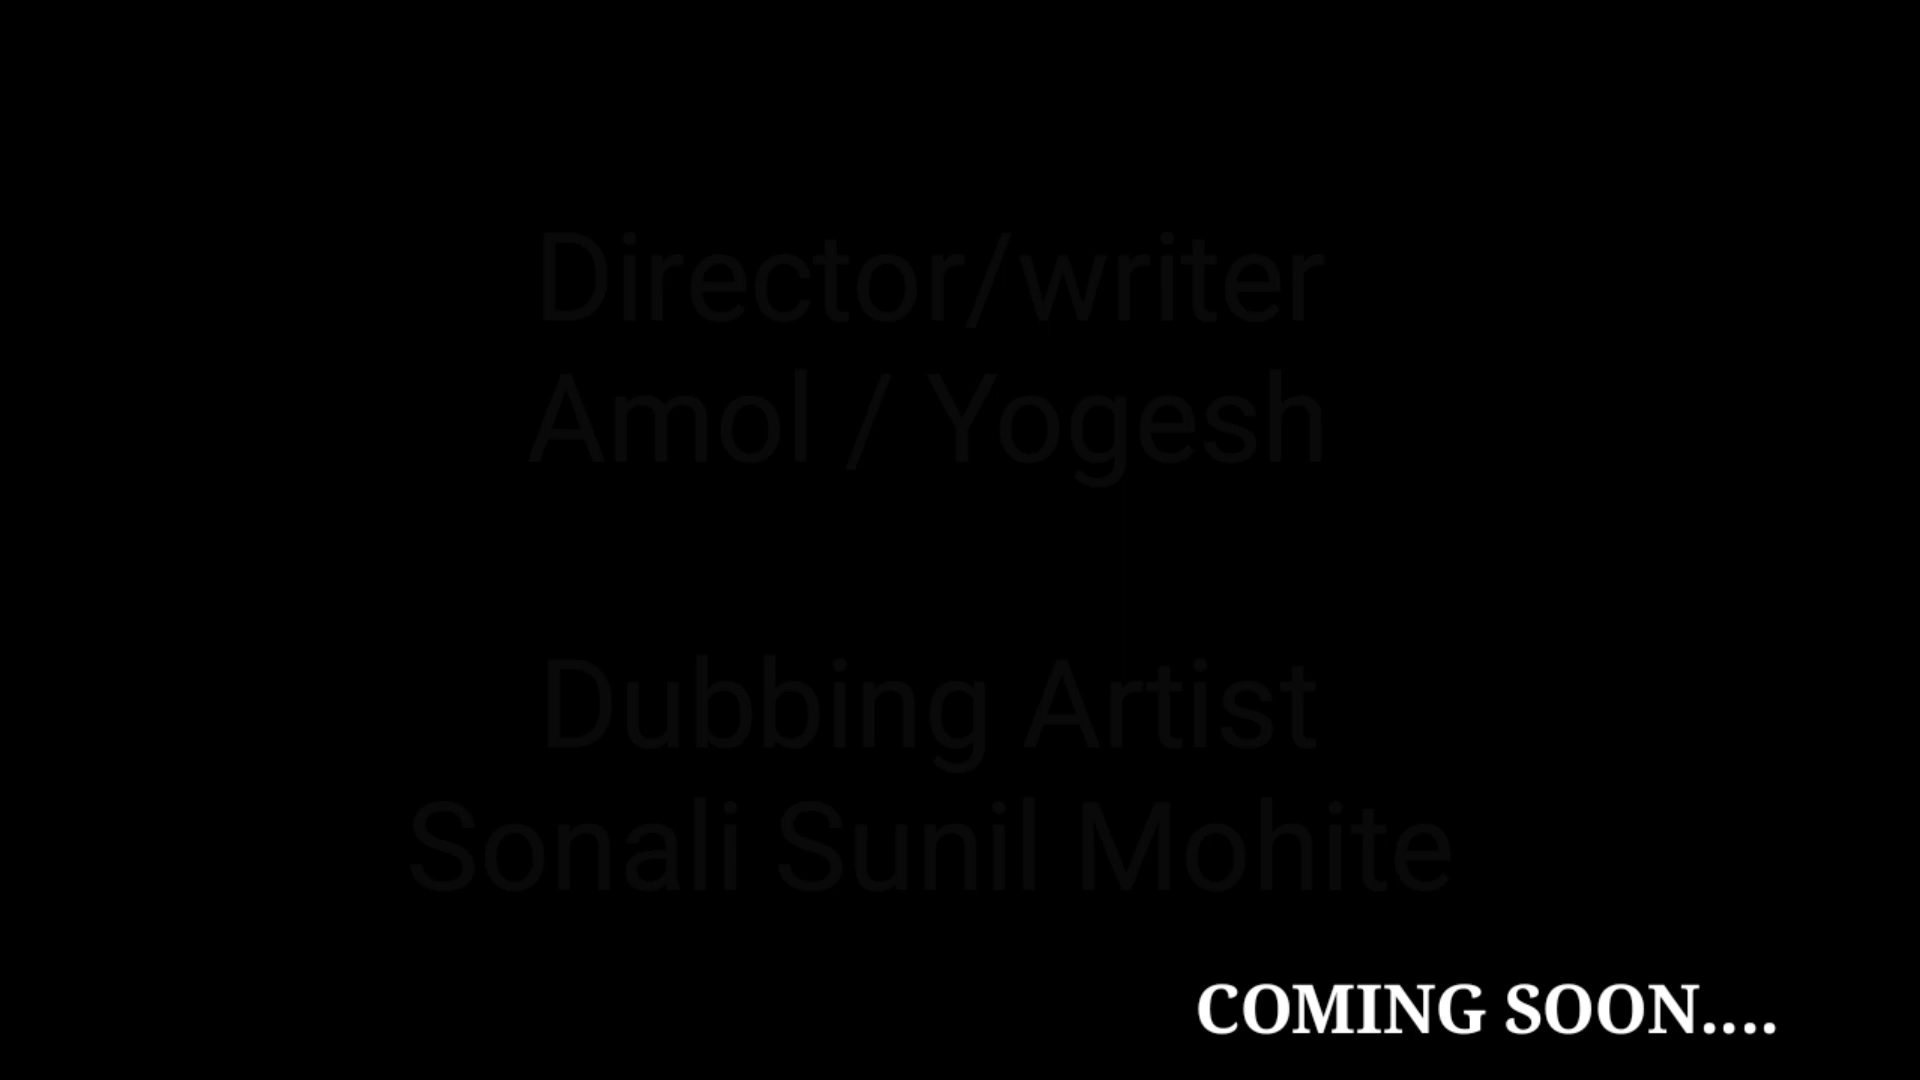 Director/writer
Amol / Yogesh
Dubbing Artist
Sonali Sunil Mohite
COMING SOON....